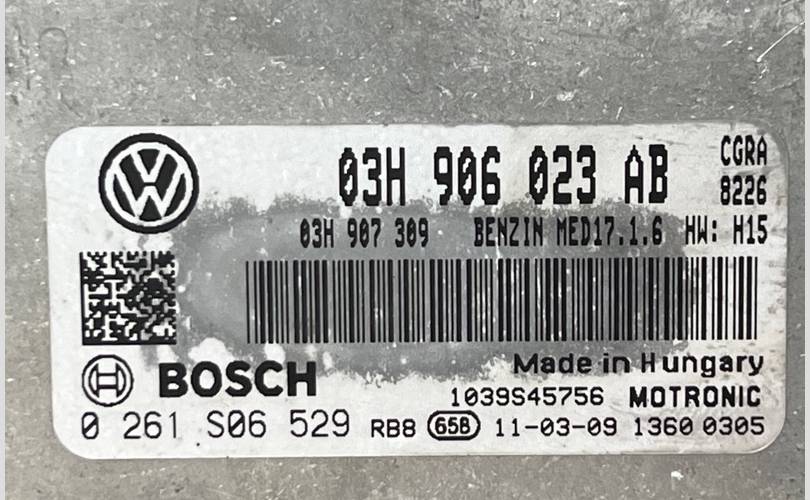 03H 906 023 AB CGRA
8226
03H 907 309 BENZIN MED17.1.6 HW: H15
Made in Hungary
BOSCH 1039S45756 MOTRONIC
0 261 S06 529 RB8 65B 11-03-09 1360 0305